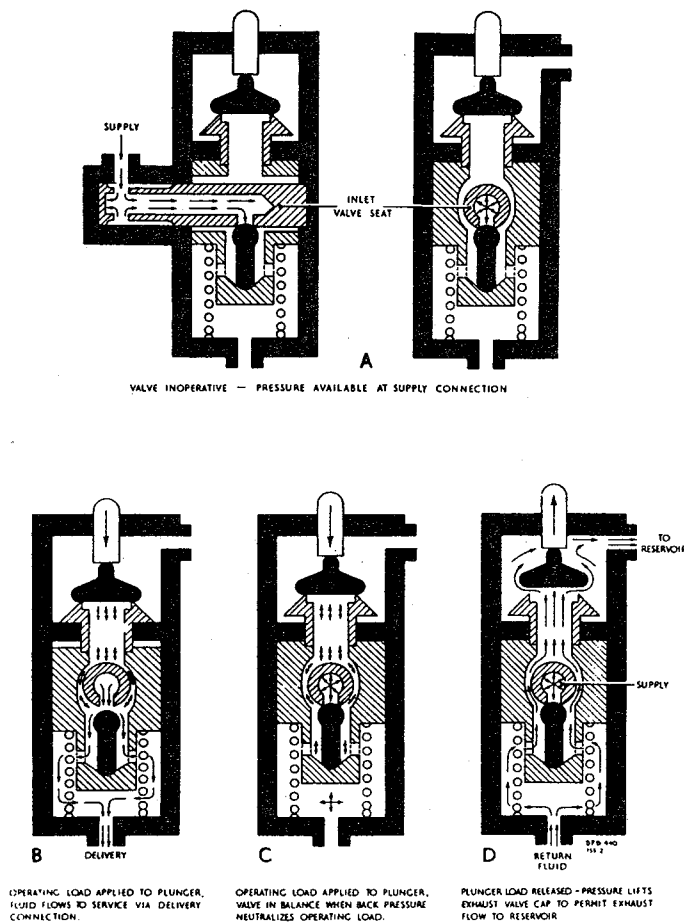 SUPPLY
INLET
VALVE SEAT
A
VALVE INOPERATIVE — PRESSURE AVAILABLE AT SUPPLY CONNECTION
TO
RESERVOIR
SUPPLY
B
DELIVERY
C
D
RETURN
FLUID
OPERATING LOAD APPLIED TO PLUNGER,
FLUID FLOWS TO SERVICE VIA DELIVERY
CONNECTION.
OPERATING LOAD APPLIED TO PLUNGER,
VALVE IN BALANCE WHEN BACK PRESSURE
NEUTRALIZES OPERATING LOAD.
PLUNGER LOAD RELEASED - PRESSURE LIFTS
EXHAUST VALVE CAP TO PERMIT EXHAUST
FLOW TO RESERVOIR